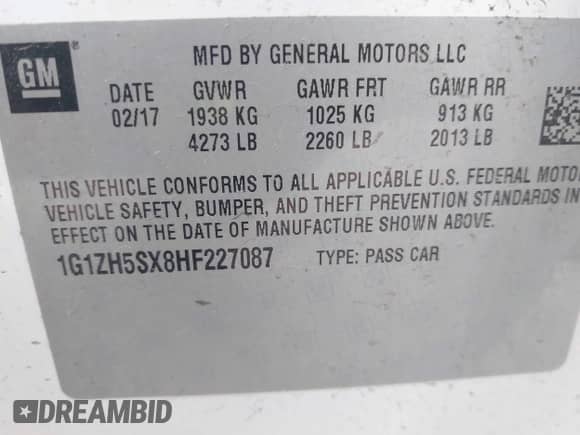 GM
MFD BY GENERAL MOTORS LLC
DATE GVWR GAWR FRT GAWR RR
02/17 1938 KG 1025 KG 913 KG
4273 LB 2260 LB 2013 LB
THIS VEHICLE CONFORMS TO ALL APPLICABLE U.S. FEDERAL MOTO
VEHICLE SAFETY, BUMPER, AND THEFT PREVENTION STANDARDS IN
EFFECT ON THE DATE OF MANUFACTURE SHOWN ABOVE.
1G1ZH5SX8HF227087 TYPE: PASS CAR
DREAMBID